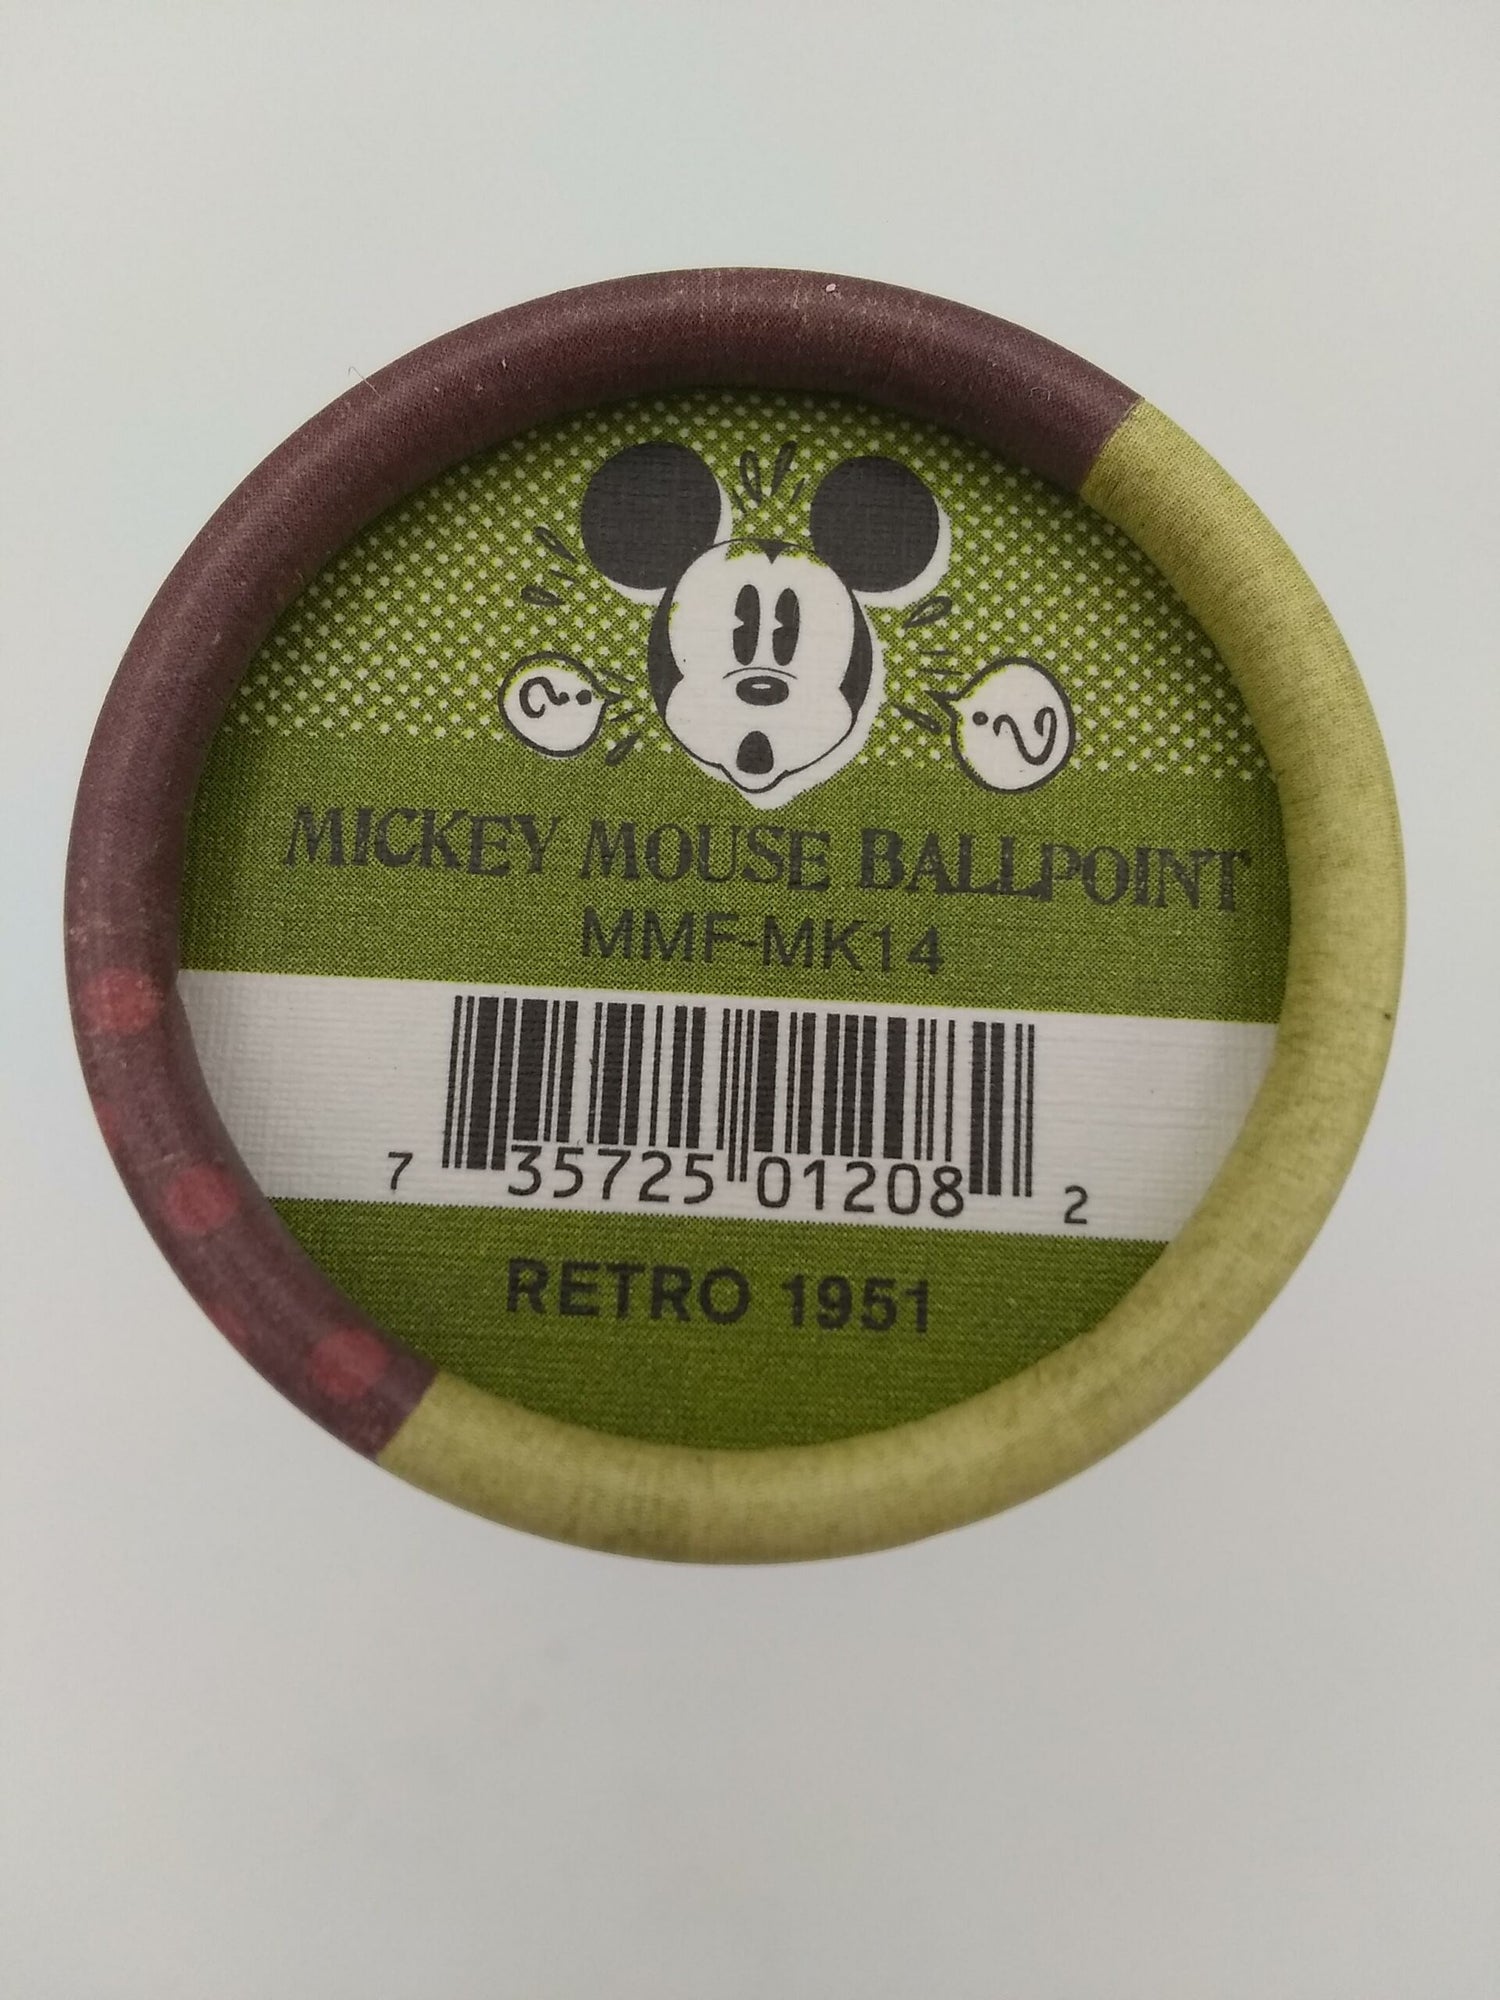 ? ?
MICKEY MOUSE BALLPOINT
MMF-MK14
7 35725 01208 2
RETRO 1951